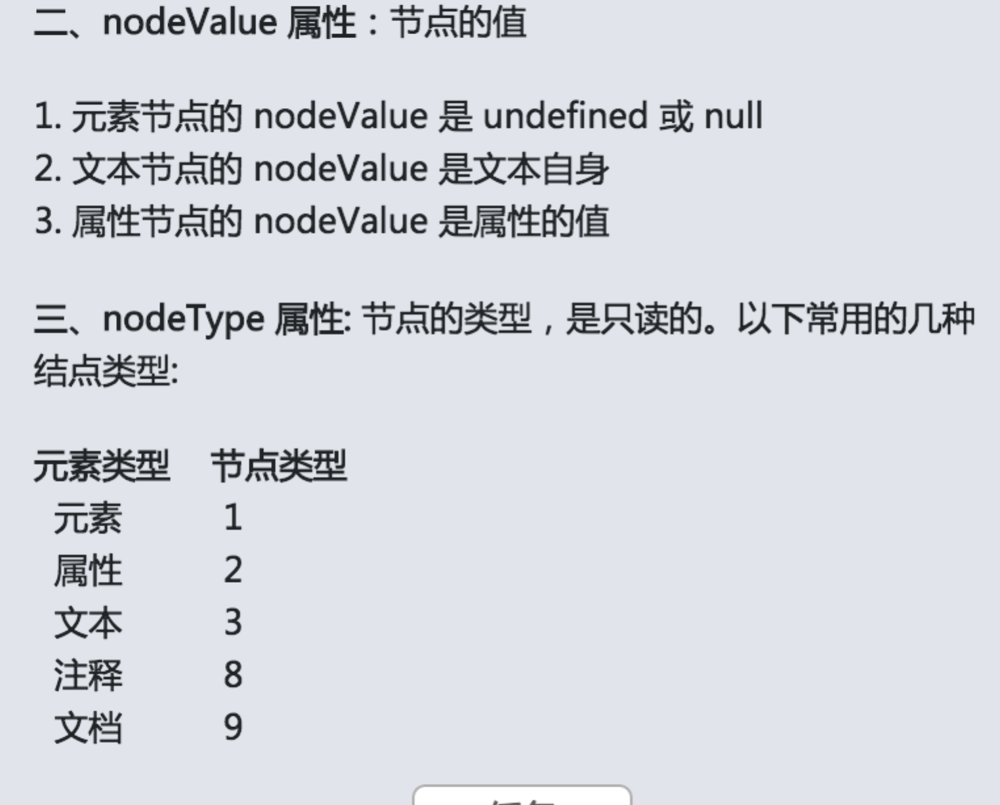 二、nodeValue 属性：节点的值
1. 元素节点的 nodeValue 是 undefined 或 null
2. 文本节点的 nodeValue 是文本自身
3. 属性节点的 nodeValue 是属性的值
三、nodeType 属性: 节点的类型，是只读的。以下常用的几种
结点类型:
元素类型 节点类型
元素 1
属性 2
文本 3
注释 8
文档 9